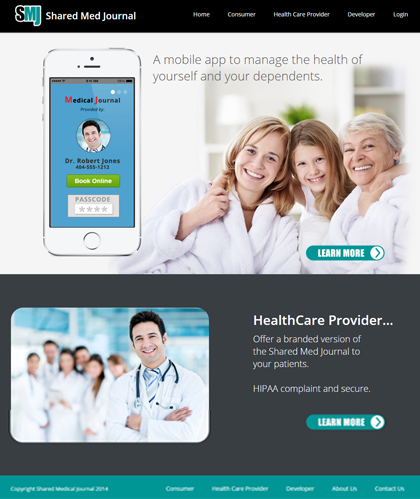 SMJ Shared Med Journal
Home Consumer Health Care Provider Developer Login
A mobile app to manage the health of
yourself and your dependents.
Medical Journal
Provided by:
Dr. Robert Jones
404-555-1212
Book Online
PASSCODE
****
LEARN MORE
HealthCare Provider...
Offer a branded version of
the Shared Med Journal to
your patients.
HIPAA complaint and secure.
LEARN MORE
Copyright Shared Medical Journal 2014
Consumer Health Care Provider Developer About Us Contact Us